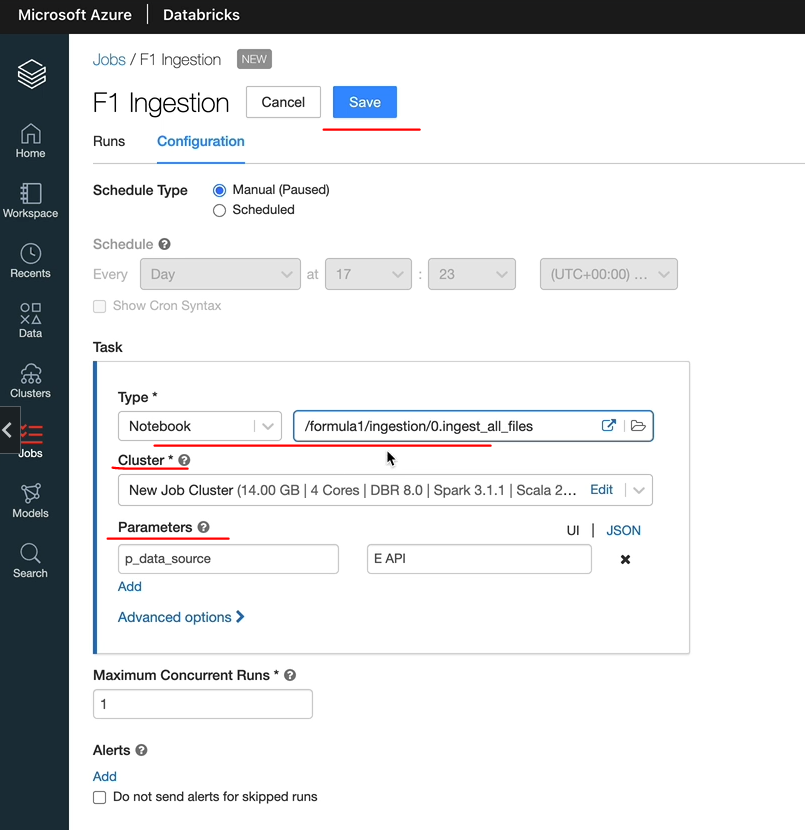 Microsoft Azure | Databricks
Jobs / F1 Ingestion NEW
F1 Ingestion Cancel Save
Runs Configuration
Home
Workspace
Recents
Data
Clusters
Jobs
Models
Search
Schedule Type Manual (Paused)
Scheduled
Schedule
Every Day at 17 : 23 (UTC+00:00) ...
Show Cron Syntax
Task
Type *
Notebook /formula1/ingestion/0.ingest_all_files
Cluster *
New Job Cluster (14.00 GB | 4 Cores | DBR 8.0 | Spark 3.1.1 | Scala 2... Edit
Parameters UI | JSON
p_data_source E API
Add
Advanced options
Maximum Concurrent Runs *
1
Alerts
Add
Do not send alerts for skipped runs